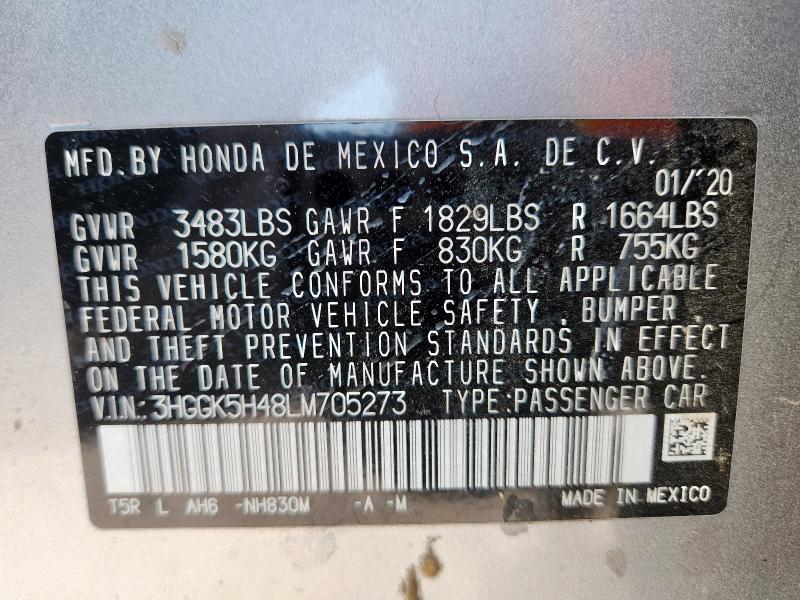 MFD. BY HONDA DE MEXICO S.A. DE C.V.
01/'20
GVWR 3483LBS GAWR F 1829LBS R 1664LBS
GVWR 1580KG GAWR F 830KG R 755KG
THIS VEHICLE CONFORMS TO ALL APPLICABLE
FEDERAL MOTOR VEHICLE SAFETY, BUMPER
AND THEFT PREVENTION STANDARDS IN EFFECT
ON THE DATE OF MANUFACTURE SHOWN ABOVE.
V.I.N.: 3HGGK5H48LM705273 TYPE: PASSENGER CAR
T5R L AH6 -NH830M -A -M MADE IN MEXICO